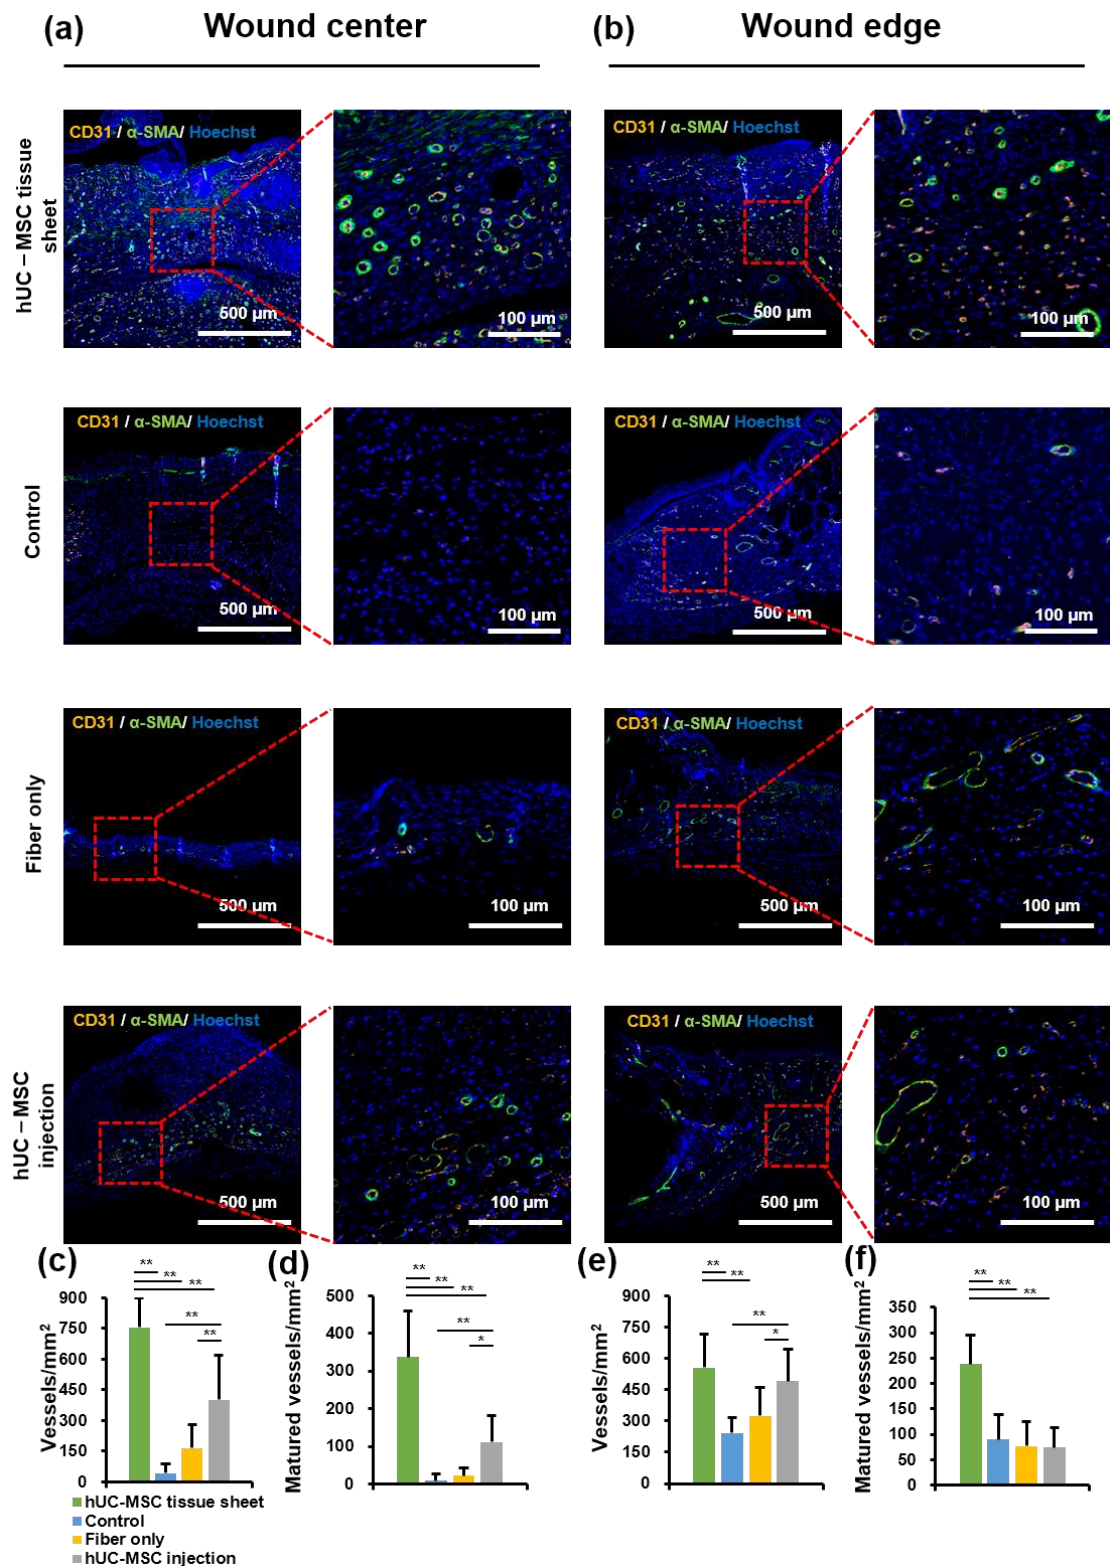 (a) Wound center
(b) Wound edge
hUC – MSC tissue
sheet
CD31 / α-SMA/ Hoechst
500 µm
100 µm
CD31 / α-SMA/ Hoechst
500 µm
100 µm
Control
CD31 / α-SMA/ Hoechst
500 µm
100 µm
CD31 / α-SMA/ Hoechst
500 µm
100 µm
Fiber only
CD31 / α-SMA/ Hoechst
500 µm
100 µm
CD31 / α-SMA/ Hoechst
500 µm
100 µm
hUC – MSC
injection
CD31 / α-SMA/ Hoechst
500 µm
100 µm
CD31 / α-SMA/ Hoechst
500 µm
100 µm
(c)
**
**
**
**
**
Vessels/mm²
900
750
600
450
300
150
0
(d)
**
**
**
**
*
Matured vessels/mm²
500
400
300
200
100
0
(e)
**
**
**
*
Vessels/mm²
900
750
600
450
300
150
0
(f)
**
**
**
Matured vessels/mm²
350
300
250
200
150
100
50
0
hUC-MSC tissue sheet
Control
Fiber only
hUC-MSC injection